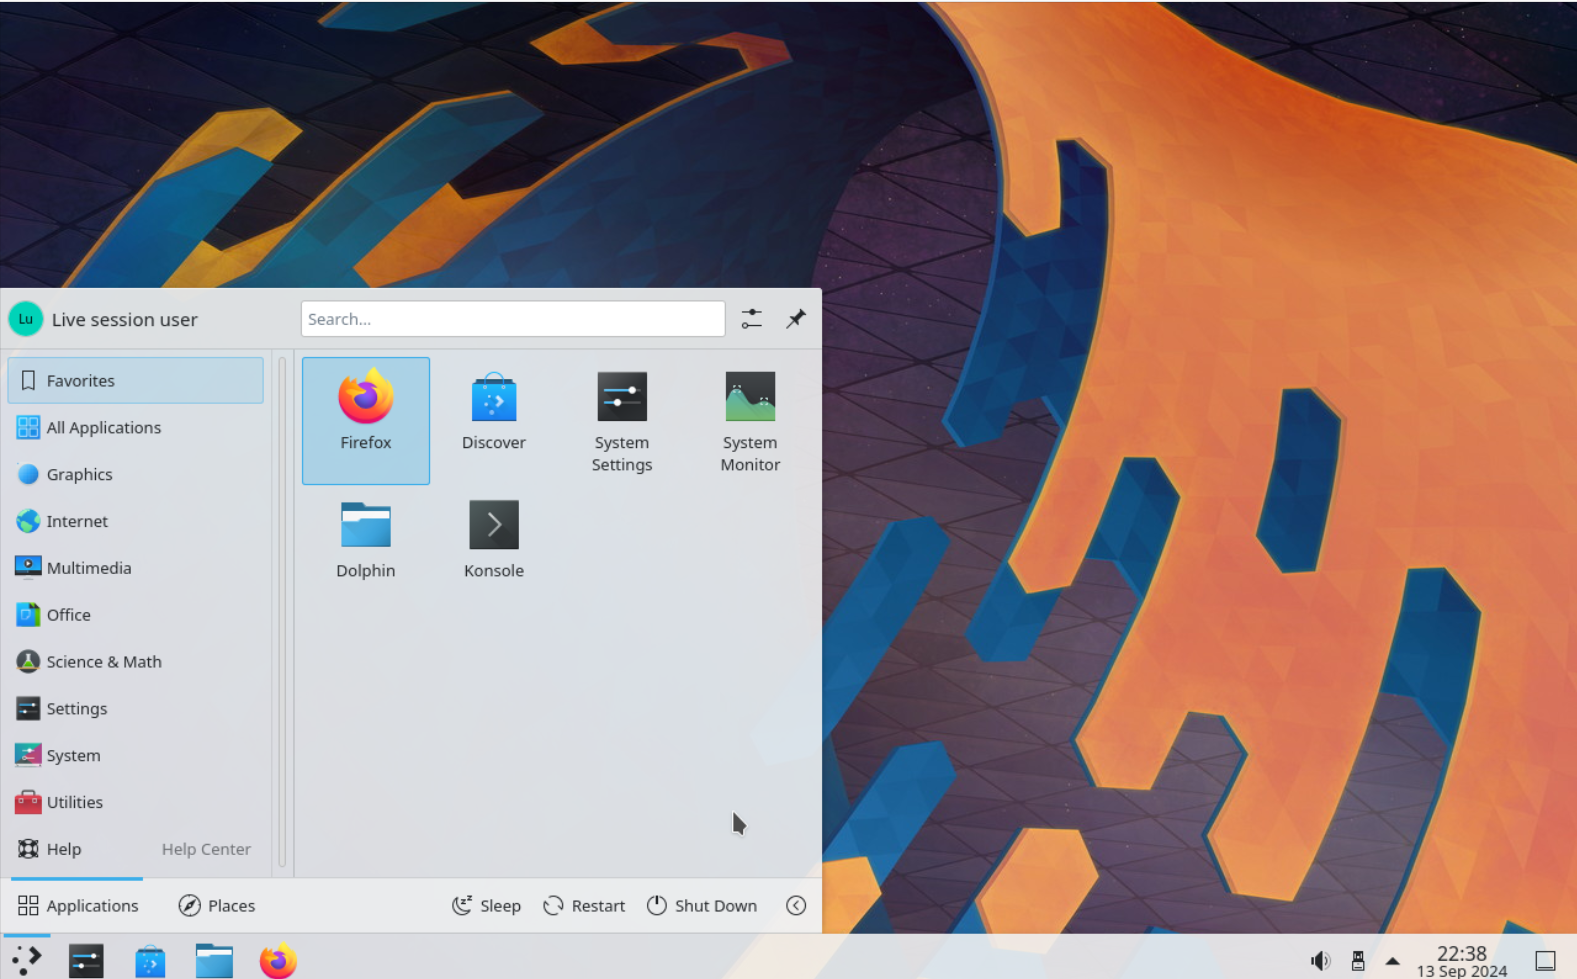 Lu
Live session user
Search...
Favorites
All Applications
Graphics
Internet
Multimedia
Office
Science & Math
Settings
System
Utilities
Help
Help Center
Firefox
Discover
System
Settings
System
Monitor
Dolphin
Konsole
Applications
Places
Sleep
Restart
Shut Down
22:38
13 Sep 2024